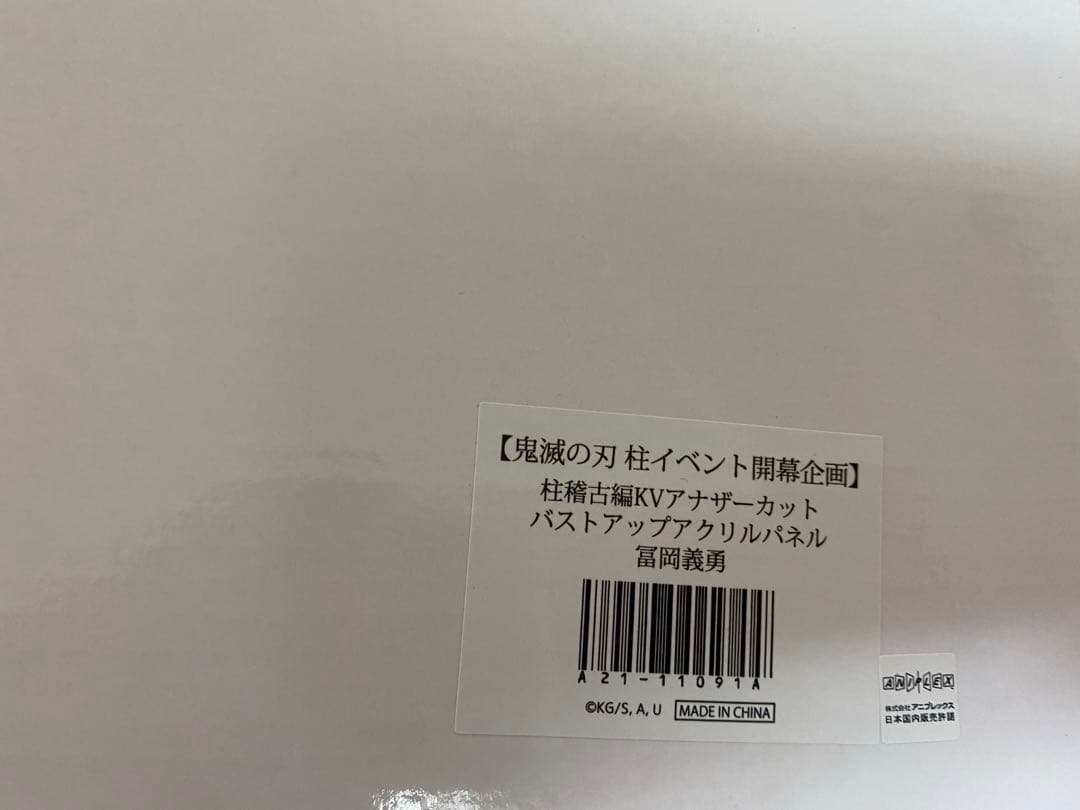 【鬼滅の刃 柱イベント開幕企画】
柱稽古編KVアナザーカット
バストアップアクリルパネル
冨岡義勇
A21-11091A
©KG/S, A, U MADE IN CHINA
ANIPLEX
株式会社アニプレックス
日本国内販売許諾